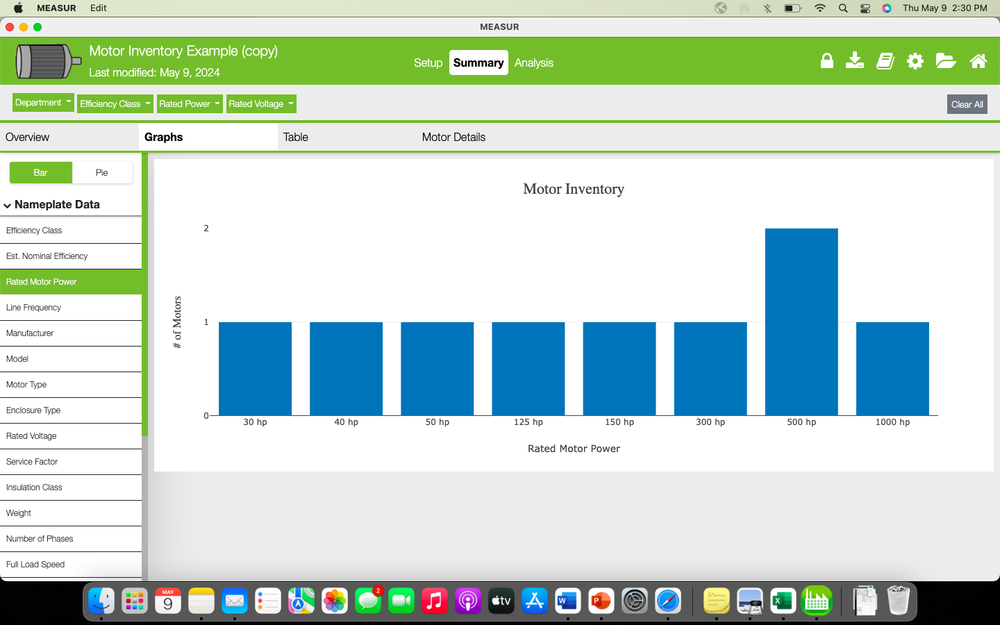 MEASUR Edit Thu May 9 2:30 PM
MEASUR
Motor Inventory Example (copy)
Last modified: May 9, 2024
Setup Summary Analysis
Department Efficiency Class Rated Power Rated Voltage Clear All
Overview Graphs Table Motor Details
Bar Pie
Nameplate Data
Efficiency Class
Est. Nominal Efficiency
Rated Motor Power
Line Frequency
Manufacturer
Model
Motor Type
Enclosure Type
Rated Voltage
Service Factor
Insulation Class
Weight
Number of Phases
Full Load Speed
Motor Inventory
# of Motors
2
1
0
30 hp 40 hp 50 hp 125 hp 150 hp 300 hp 500 hp 1000 hp
Rated Motor Power
MAY
9
2
tv
W
P
X